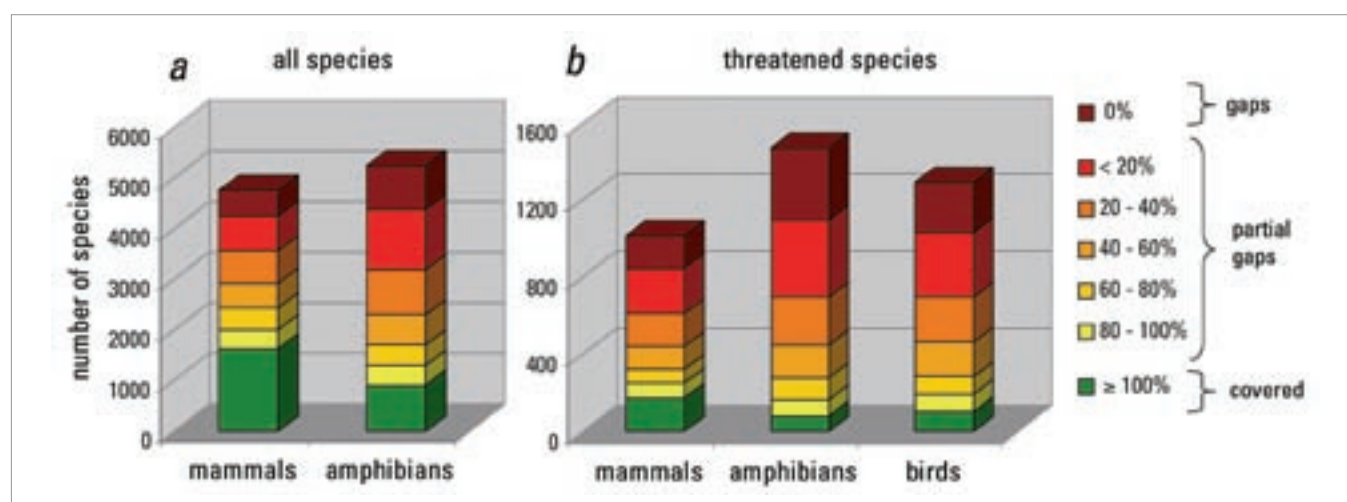 a all species
number of species
6000
5000
4000
3000
2000
1000
0
mammals amphibians
b threatened species
1600
1200
800
400
0
mammals amphibians birds
0% gaps
< 20%
20 - 40%
40 - 60%
60 - 80%
80 - 100%
partial
gaps
≥ 100% covered